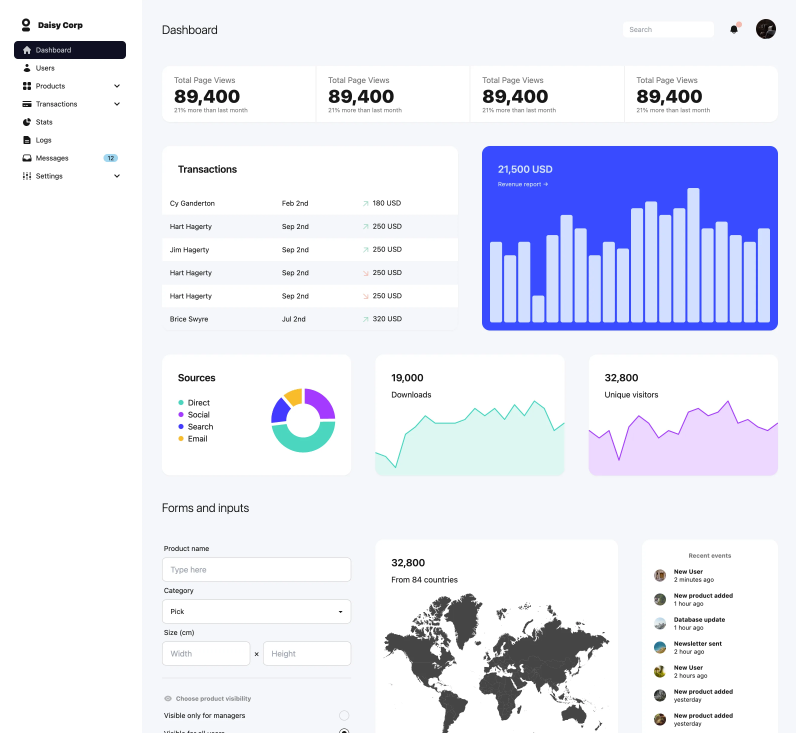 Daisy Corp
Dashboard
Users
Products
Transactions
Stats
Logs
Messages 12
Settings
Dashboard
Search
Total Page Views
89,400
21% more than last month
Total Page Views
89,400
21% more than last month
Total Page Views
89,400
21% more than last month
Total Page Views
89,400
21% more than last month
Transactions
Cy Ganderton Feb 2nd 180 USD
Hart Hagerty Sep 2nd 250 USD
Jim Hagerty Sep 2nd 250 USD
Hart Hagerty Sep 2nd 250 USD
Hart Hagerty Sep 2nd 250 USD
Brice Swyre Jul 2nd 320 USD
21,500 USD
Revenue report →
Sources
Direct
Social
Search
Email
19,000
Downloads
32,800
Unique visitors
Forms and inputs
Product name
Type here
Category
Pick
Size (cm)
Width × Height
Choose product visibility
Visible only for managers
Visible for all users
32,800
From 84 countries
Recent events
New User
2 minutes ago
New product added
1 hour ago
Database update
1 hour ago
Newsletter sent
2 hour ago
New User
2 hours ago
New product added
yesterday
New product added
yesterday